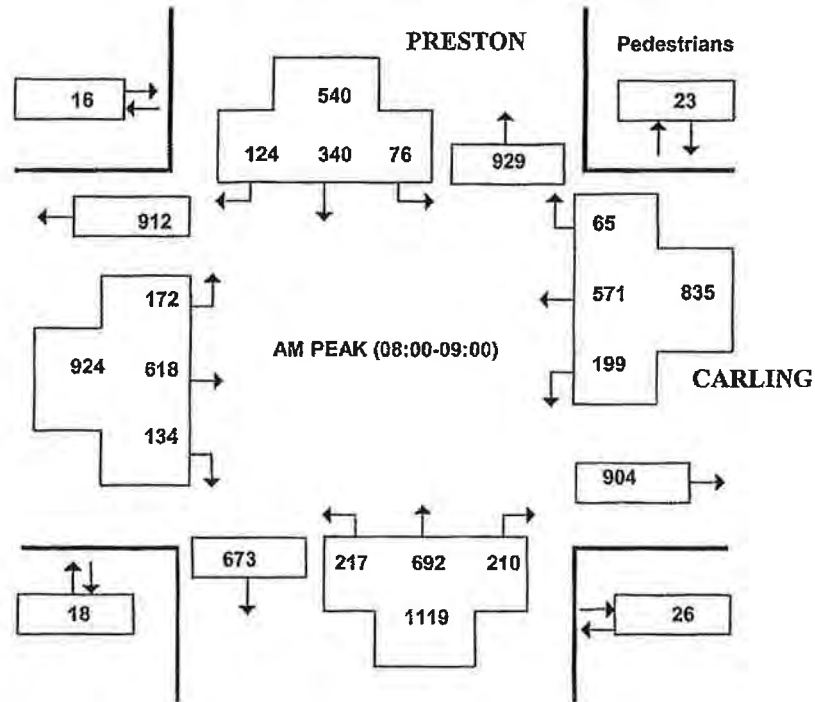 PRESTON
Pedestrians
16
540
23
124 340 76
929
912
65
172
571 835
AM PEAK (08:00-09:00)
924 618
199
CARLING
134
904
673
217 692 210
18
1119
26